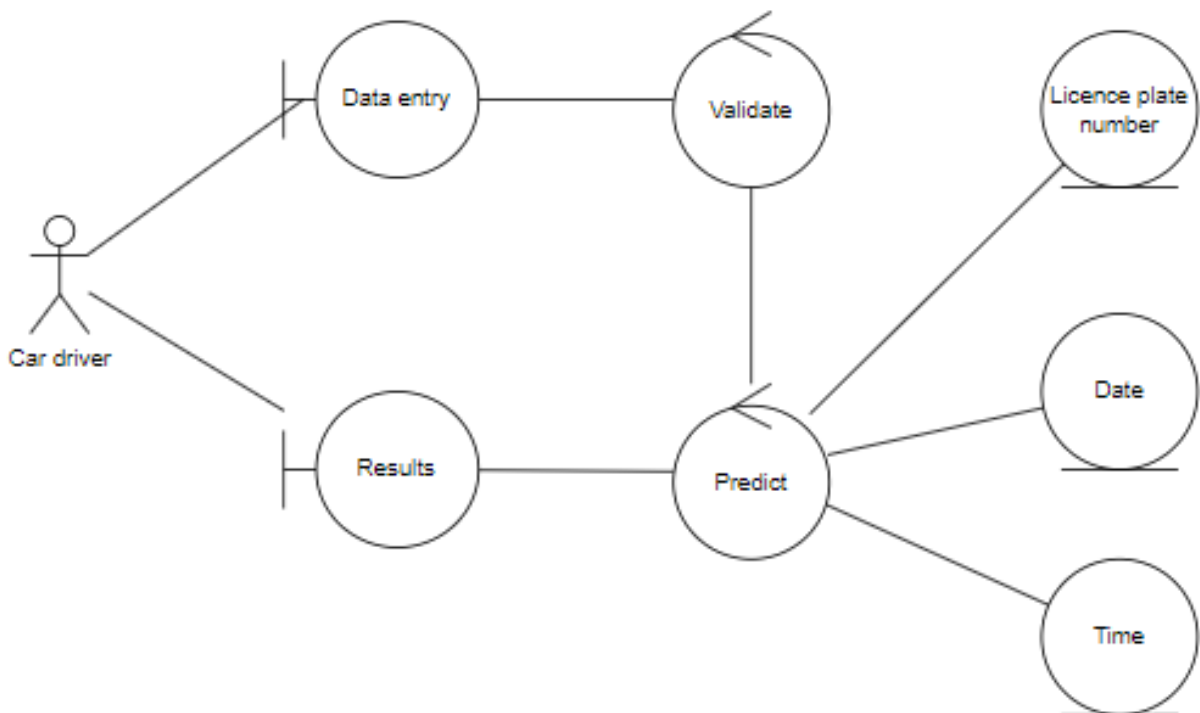 Data entry
Validate
Licence plate
number
Car driver
Date
Results
Predict
Time